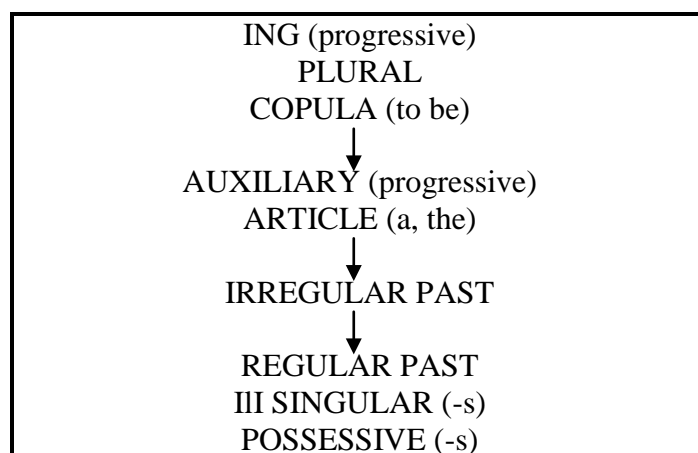 ING (progressive)
PLURAL
COPULA (to be)
AUXILIARY (progressive)
ARTICLE (a, the)
IRREGULAR PAST
REGULAR PAST
IlI SINGULAR (-s)
POSSESSIVE (-s)